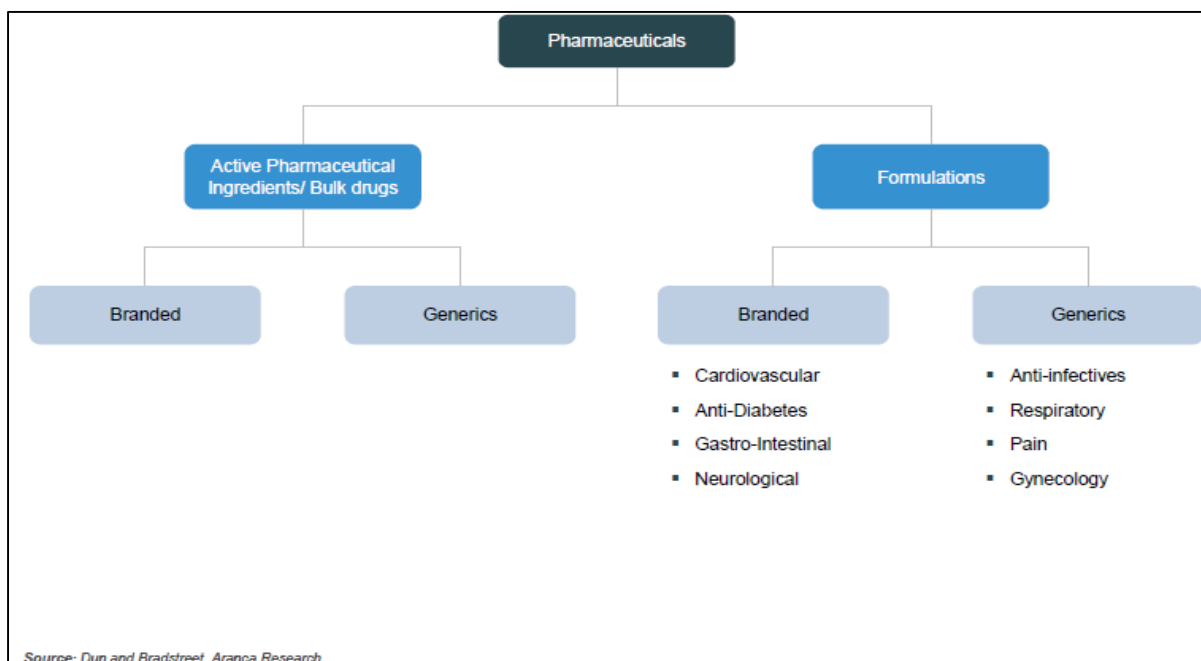 Pharmaceuticals
Active Pharmaceutical
Ingredients/ Bulk drugs
Formulations
Branded
Generics
Branded
Generics
▪ Cardiovascular
▪ Anti-Diabetes
▪ Gastro-Intestinal
▪ Neurological
▪ Anti-infectives
▪ Respiratory
▪ Pain
▪ Gynecology
Source: Dun and Bradstreet, Aranca Research